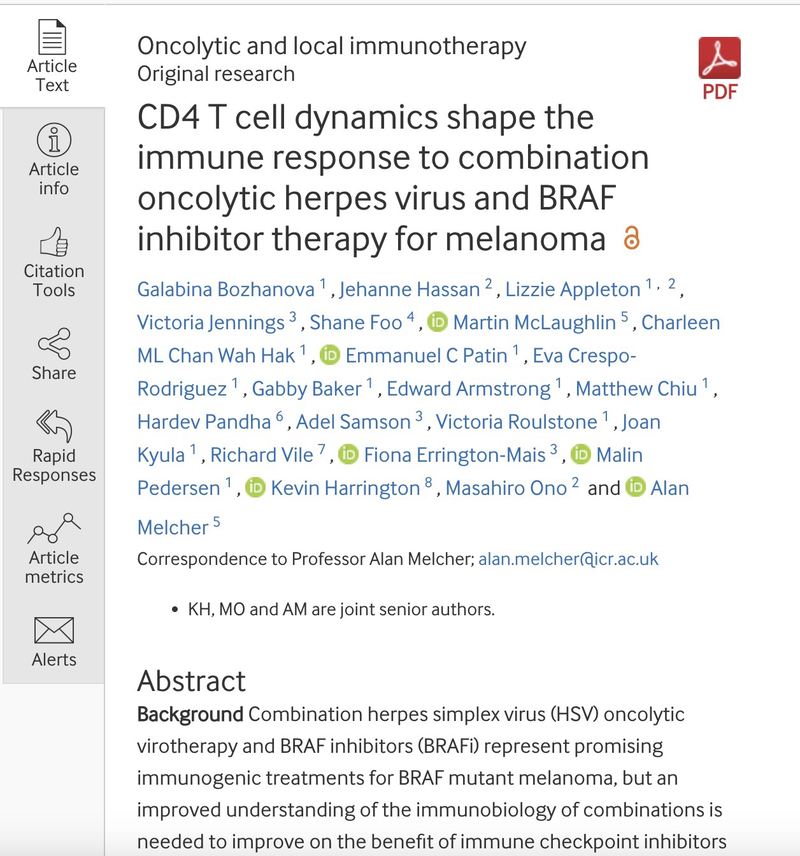 Article
Text
Article
info
Citation
Tools
Share
Rapid
Responses
Article
metrics
Alerts
Oncolytic and local immunotherapy
Original research
PDF
CD4 T cell dynamics shape the
immune response to combination
oncolytic herpes virus and BRAF
inhibitor therapy for melanoma
Galabina Bozhanova 1 , Jehanne Hassan 2 , Lizzie Appleton 1 , 2 ,
Victoria Jennings 3 , Shane Foo 4 , iD Martin McLaughlin 5 , Charleen
ML Chan Wah Hak 1 , iD Emmanuel C Patin 1 , Eva Crespo-
Rodriguez 1 , Gabby Baker 1 , Edward Armstrong 1 , Matthew Chiu 1 ,
Hardev Pandha 6 , Adel Samson 3 , Victoria Roulstone 1 , Joan
Kyula 1 , Richard Vile 7 , iD Fiona Errington-Mais 3 , iD Malin
Pedersen 1 , iD Kevin Harrington 8 , Masahiro Ono 2 and iD Alan
Melcher 5
Correspondence to Professor Alan Melcher; alan.melcher@icr.ac.uk
• KH, MO and AM are joint senior authors.
Abstract
Background Combination herpes simplex virus (HSV) oncolytic
virotherapy and BRAF inhibitors (BRAFi) represent promising
immunogenic treatments for BRAF mutant melanoma, but an
improved understanding of the immunobiology of combinations is
needed to improve on the benefit of immune checkpoint inhibitors